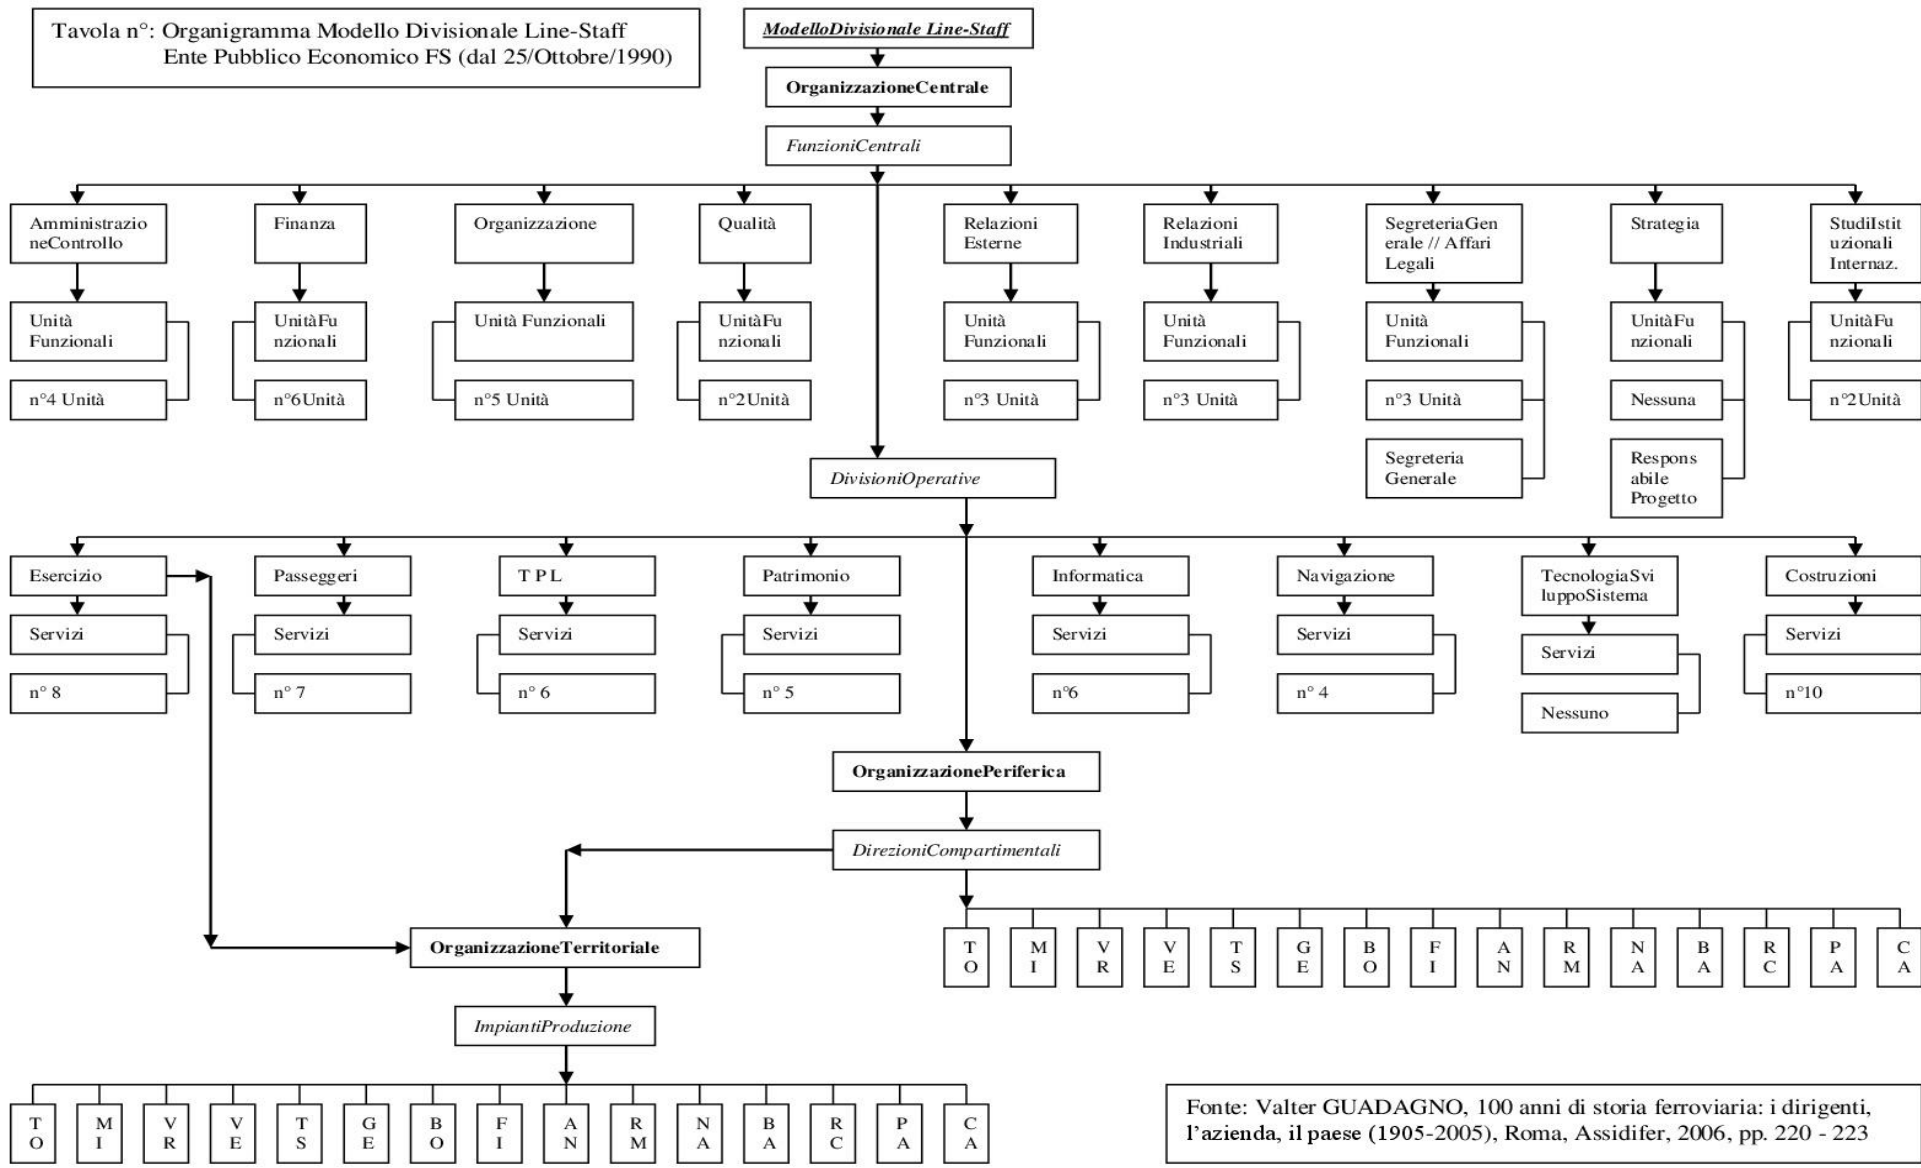 Tavola n°: Organigramma Modello Divisionale Line-Staff
Ente Pubblico Economico FS (dal 25/Ottobre/1990)
ModelloDivisionale Line-Staff
OrganizzazioneCentrale
FunzioniCentrali
Amministrazio
neControllo
Finanza
Organizzazione
Qualità
Relazioni
Esterne
Relazioni
Industriali
SegreteriaGen
erale // Affari
Legali
Strategia
StudiIstit
uzionali
Internaz.
Unità
Funzionali
UnitàFu
nzionali
Unità Funzionali
UnitàFu
nzionali
Unità
Funzionali
Unità
Funzionali
Unità
Funzionali
UnitàFu
nzionali
UnitàFu
nzionali
n°4 Unità
n°6Unità
n°5 Unità
n°2Unità
n°3 Unità
n°3 Unità
n°3 Unità
Nessuna
n°2Unità
Segreteria
Generale
Respons
abile
Progetto
DivisioniOperative
Esercizio
Passeggeri
T P L
Patrimonio
Informatica
Navigazione
TecnologiaSvi
luppoSistema
Costruzioni
Servizi
Servizi
Servizi
Servizi
Servizi
Servizi
Servizi
Servizi
n° 8
n° 7
n° 6
n° 5
n°6
n° 4
Nessuno
n°10
OrganizzazionePeriferica
DirezioniCompartimentali
T
O
M
I
V
R
V
E
T
S
G
E
B
O
F
I
A
N
R
M
N
A
B
A
R
C
P
A
C
A
OrganizzazioneTerritoriale
ImpiantiProduzione
T
O
M
I
V
R
V
E
T
S
G
E
B
O
F
I
A
N
R
M
N
A
B
A
R
C
P
A
C
A
Fonte: Valter GUADAGNO, 100 anni di storia ferroviaria: i dirigenti,
l'azienda, il paese (1905-2005), Roma, Assidifer, 2006, pp. 220 - 223